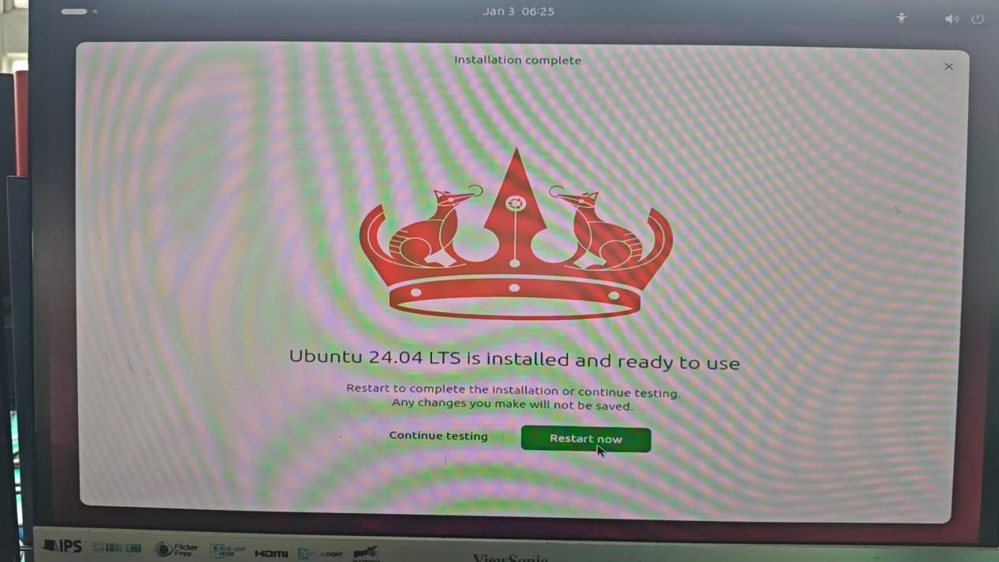 Jan 3 06:25
Installation complete
Ubuntu 24.04 LTS is installed and ready to use
Restart to complete the installation or continue testing.
Any changes you make will not be saved.
Continue testing
Restart now
IPS
LOW EMI
Flicker
Free
BLUE LIGHT
FILTER
HDMI
ViewSonic